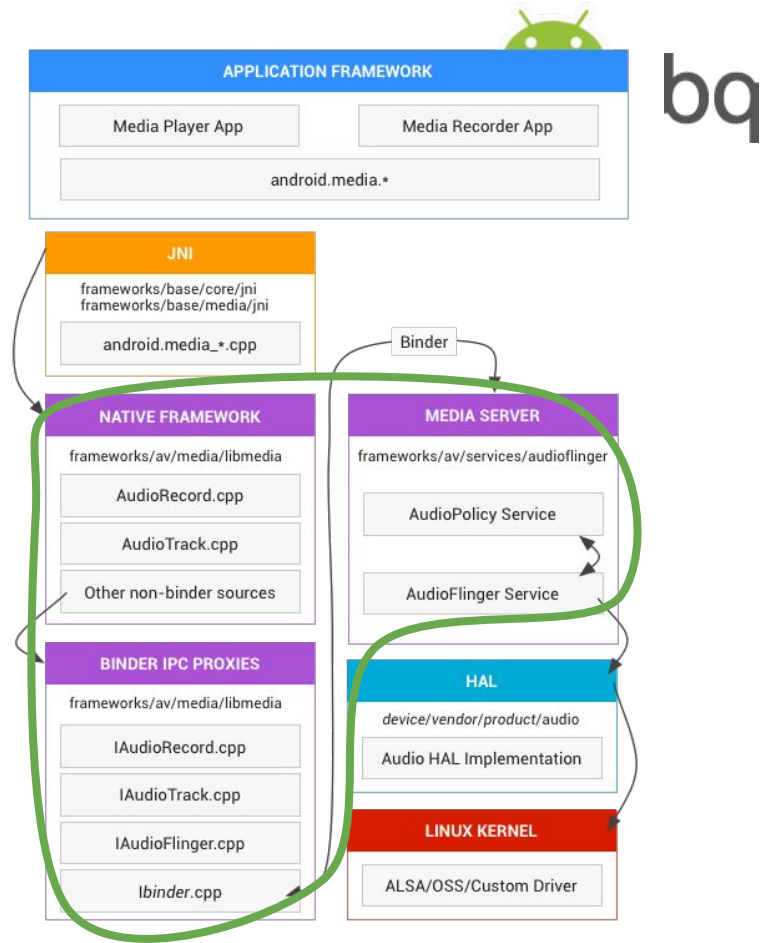 bq
APPLICATION FRAMEWORK
Media Player App
Media Recorder App
android.media.*
JNI
frameworks/base/core/jni
frameworks/base/media/jni
android.media_*.cpp
Binder
NATIVE FRAMEWORK
frameworks/av/media/libmedia
AudioRecord.cpp
AudioTrack.cpp
Other non-binder sources
MEDIA SERVER
frameworks/av/services/audioflinger
AudioPolicy Service
AudioFlinger Service
BINDER IPC PROXIES
frameworks/av/media/libmedia
IAudioRecord.cpp
IAudioTrack.cpp
IAudioFlinger.cpp
Ibinder.cpp
HAL
device/vendor/product/audio
Audio HAL Implementation
LINUX KERNEL
ALSA/OSS/Custom Driver